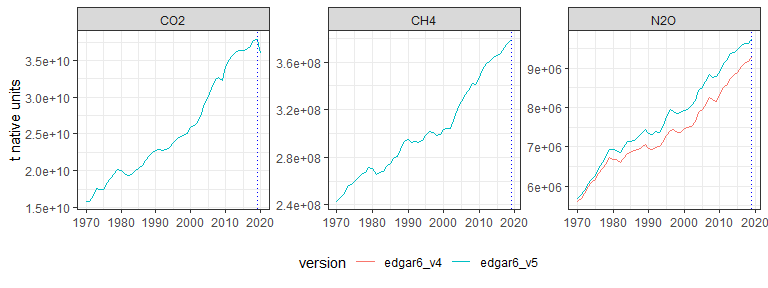 CO2 CH4 N2O
t native units
3.5e+10
3.0e+10
2.5e+10
2.0e+10
1.5e+10
3.6e+08
3.2e+08
2.8e+08
2.4e+08
9e+06
8e+06
7e+06
6e+06
1970 1980 1990 2000 2010 2020
1970 1980 1990 2000 2010 2020
1970 1980 1990 2000 2010 2020
version edgar6_v4 edgar6_v5